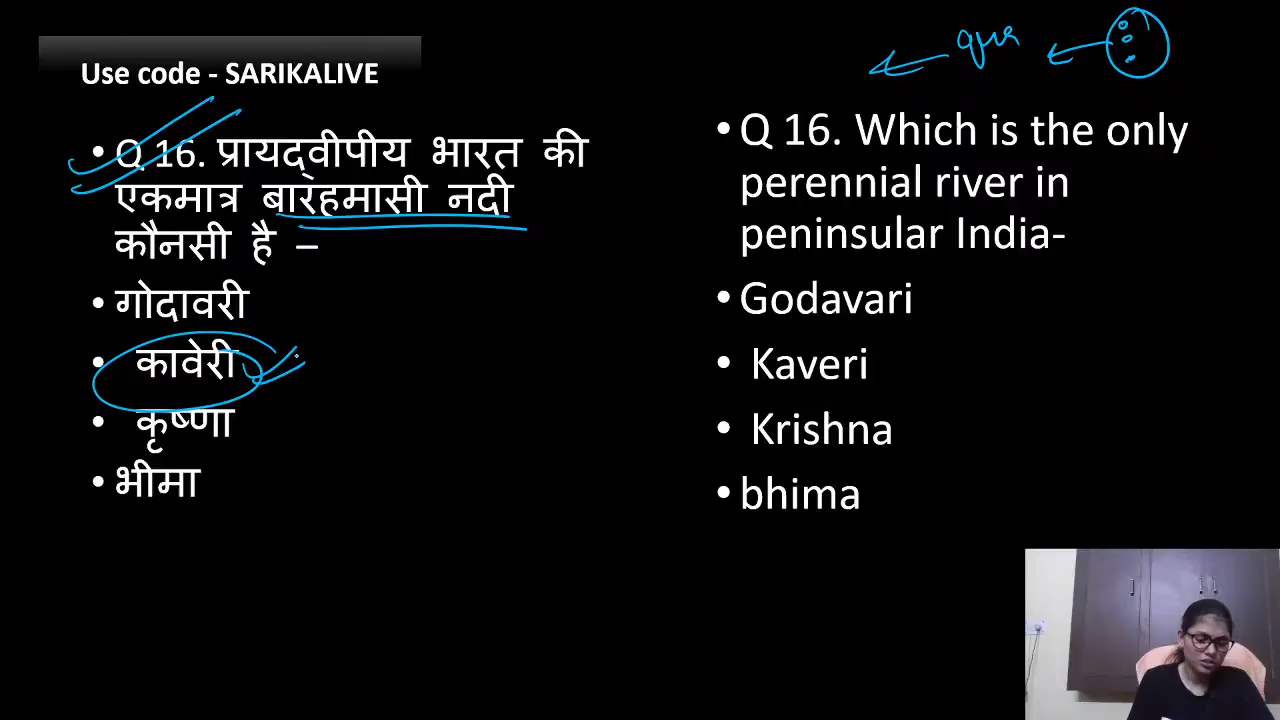 Use code - SARIKALIVE
que
• Q 16. प्रायद्वीपीय भारत की
एकमात्र बारहमासी नदी
कौनसी है –
• गोदावरी
• कावेरी
• कृष्णा
• भीमा
• Q 16. Which is the only
perennial river in
peninsular India-
• Godavari
• Kaveri
• Krishna
• bhima